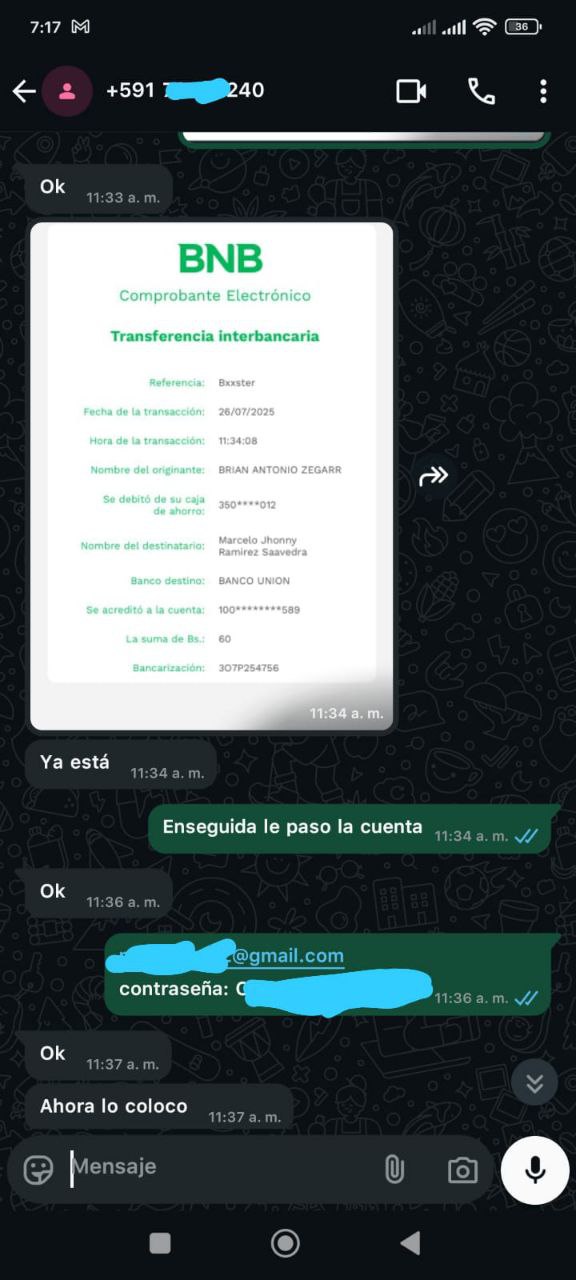 7:17
36
+591 7 240
Ok
11:33 a. m.
BNB
Comprobante Electrónico
Transferencia interbancaria
Referencia: Bxxster
Fecha de la transacción: 26/07/2025
Hora de la transacción: 11:34:08
Nombre del originante: BRIAN ANTONIO ZEGARR
Se debitó de su caja
de ahorro: 350****012
Nombre del destinatario: Marcelo Jhonny
Ramirez Saavedra
Banco destino: BANCO UNION
Se acreditó a la cuenta: 100********589
La suma de Bs.: 60
Bancarización: 3O7P254756
11:34 a. m.
Ya está
11:34 a. m.
Enseguida le paso la cuenta
11:34 a. m.
Ok
11:36 a. m.
@gmail.com
contraseña:
11:36 a. m.
Ok
11:37 a. m.
Ahora lo coloco
11:37 a. m.
Mensaje